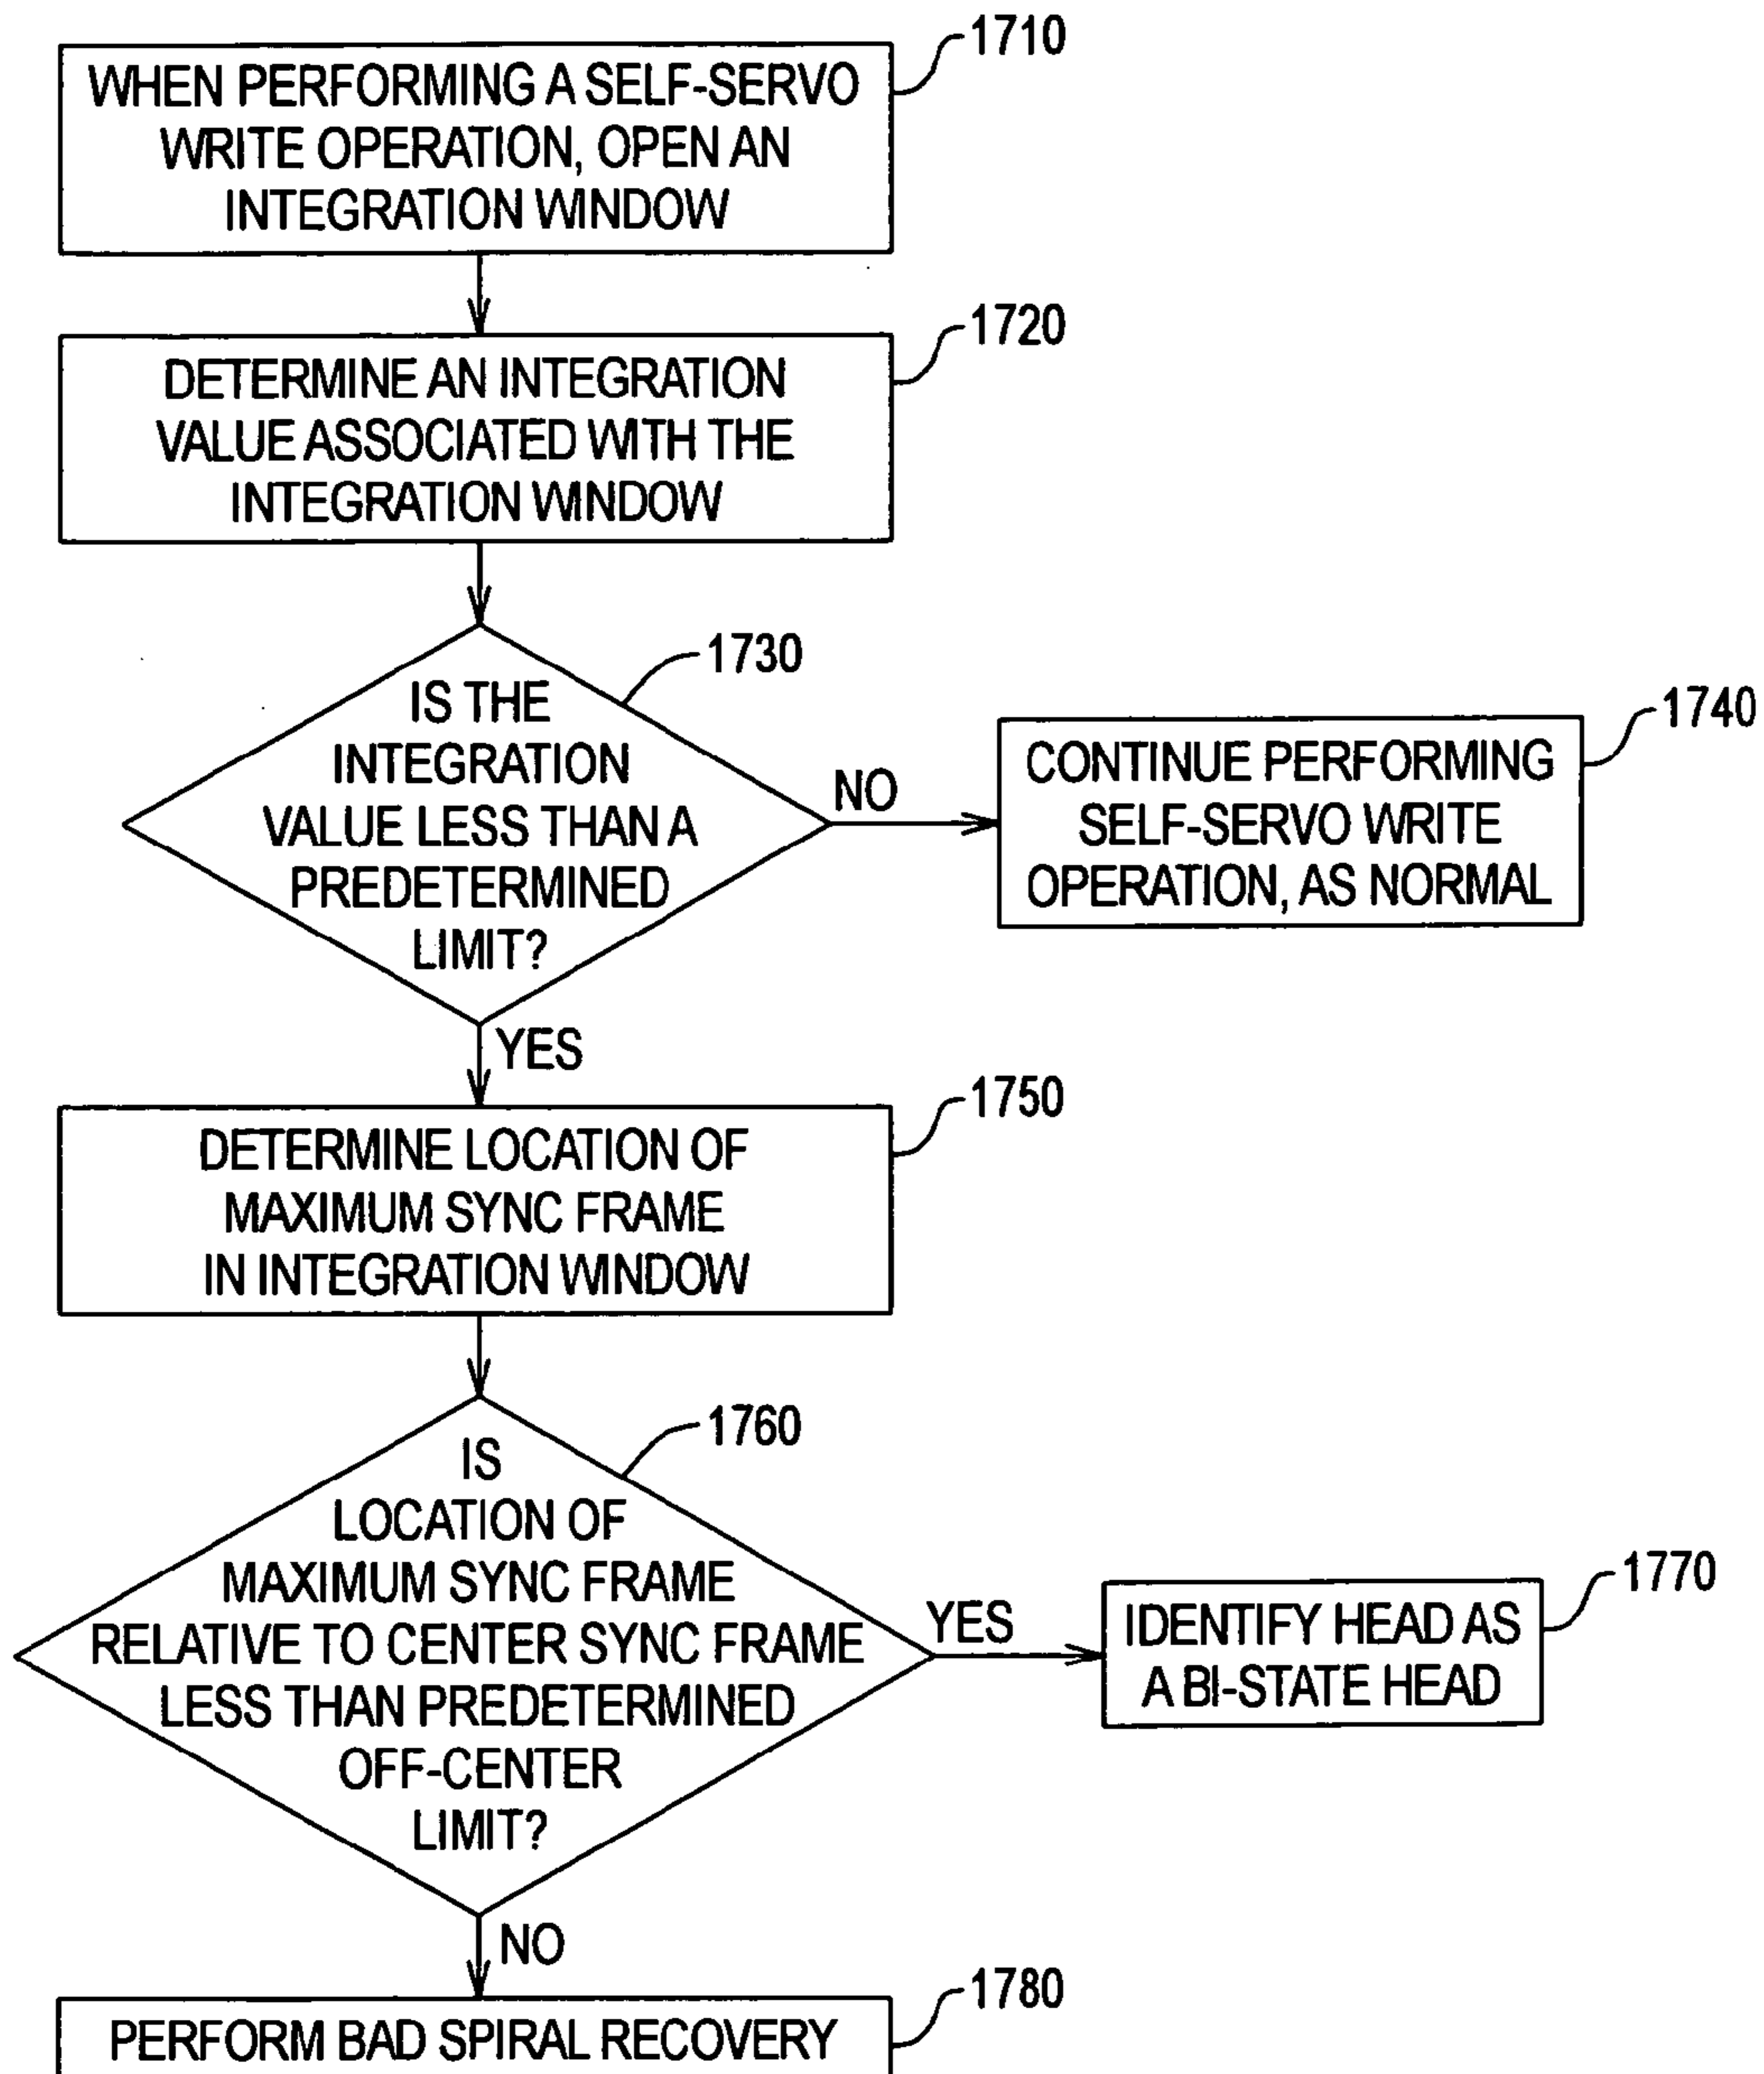 1710
WHEN PERFORMING A SELF-SERVO
WRITE OPERATION, OPEN AN
INTEGRATION WINDOW
1720
DETERMINE AN INTEGRATION
VALUE ASSOCIATED WITH THE
INTEGRATION WINDOW
1730
IS THE
INTEGRATION
VALUE LESS THAN A
PREDETERMINED
LIMIT?
NO
1740
CONTINUE PERFORMING
SELF-SERVO WRITE
OPERATION, AS NORMAL
YES
1750
DETERMINE LOCATION OF
MAXIMUM SYNC FRAME
IN INTEGRATION WINDOW
1760
IS
LOCATION OF
MAXIMUM SYNC FRAME
RELATIVE TO CENTER SYNC FRAME
LESS THAN PREDETERMINED
OFF-CENTER
LIMIT?
YES
1770
IDENTIFY HEAD AS
A BI-STATE HEAD
NO
1780
PERFORM BAD SPIRAL RECOVERY